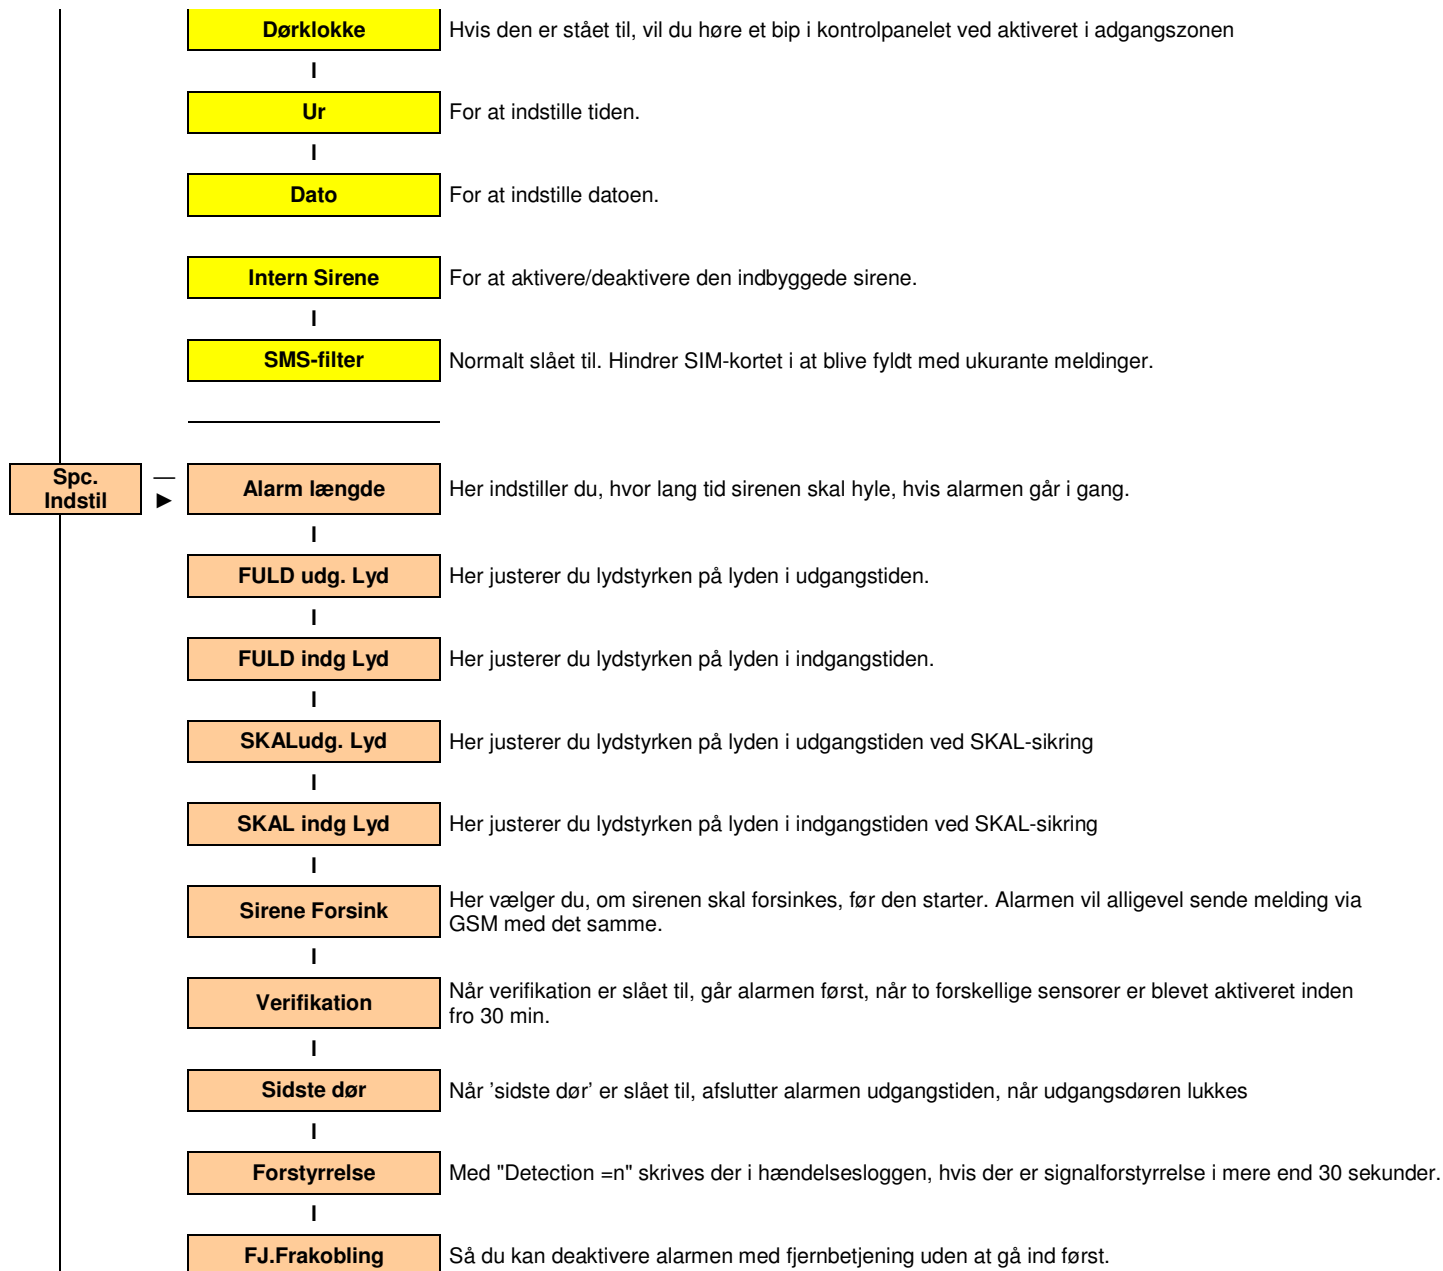 Dørklokke Hvis den er stået til, vil du høre et bip i kontrolpanelet ved aktiveret i adgangszonen
Ur For at indstille tiden.
Dato For at indstille datoen.
Intern Sirene For at aktivere/deaktivere den indbyggede sirene.
SMS-filter Normalt slået til. Hindrer SIM-kortet i at blive fyldt med ukurante meldinger.
Spc.
Indstil
Alarm længde Her indstiller du, hvor lang tid sirenen skal hyle, hvis alarmen går i gang.
FULD udg. Lyd Her justerer du lydstyrken på lyden i udgangstiden.
FULD indg Lyd Her justerer du lydstyrken på lyden i indgangstiden.
SKALudg. Lyd Her justerer du lydstyrken på lyden i udgangstiden ved SKAL-sikring
SKAL indg Lyd Her justerer du lydstyrken på lyden i indgangstiden ved SKAL-sikring
Sirene Forsink Her vælger du, om sirenen skal forsinkes, før den starter. Alarmen vil alligevel sende melding via
GSM med det samme.
Verifikation Når verifikation er slået til, går alarmen først, når to forskellige sensorer er blevet aktiveret inden
fro 30 min.
Sidste dør Når ’sidste dør’ er slået til, afslutter alarmen udgangstiden, når udgangsdøren lukkes
Forstyrrelse Med "Detection =n" skrives der i hændelsesloggen, hvis der er signalforstyrrelse i mere end 30 sekunder.
FJ.Frakobling Så du kan deaktivere alarmen med fjernbetjening uden at gå ind først.